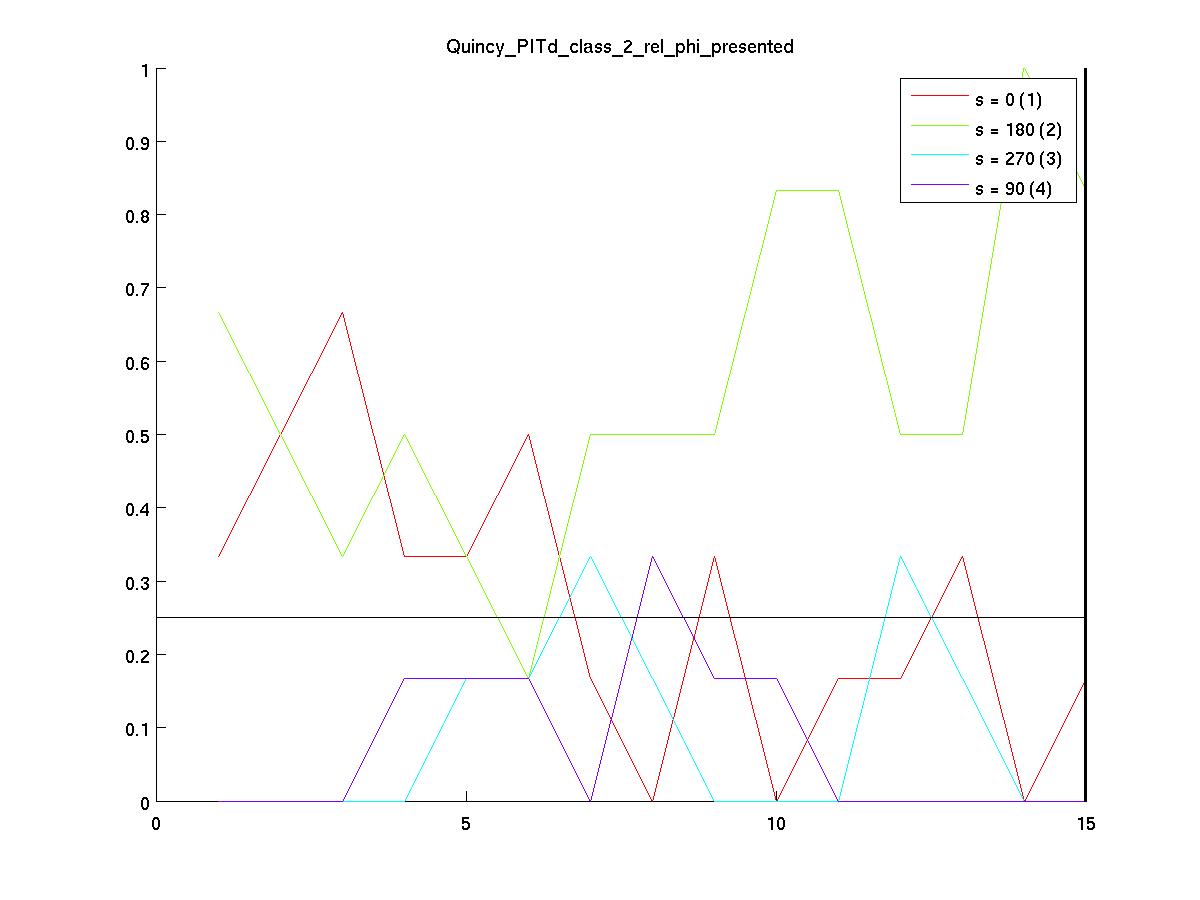 Quincy_PITd_class_2_rel_phi_presented
1
0.9
0.8
0.7
0.6
0.5
0.4
0.3
0.2
0.1
0
s = 0 (1)
s = 180 (2)
s = 270 (3)
s = 90 (4)
0 5 10 15